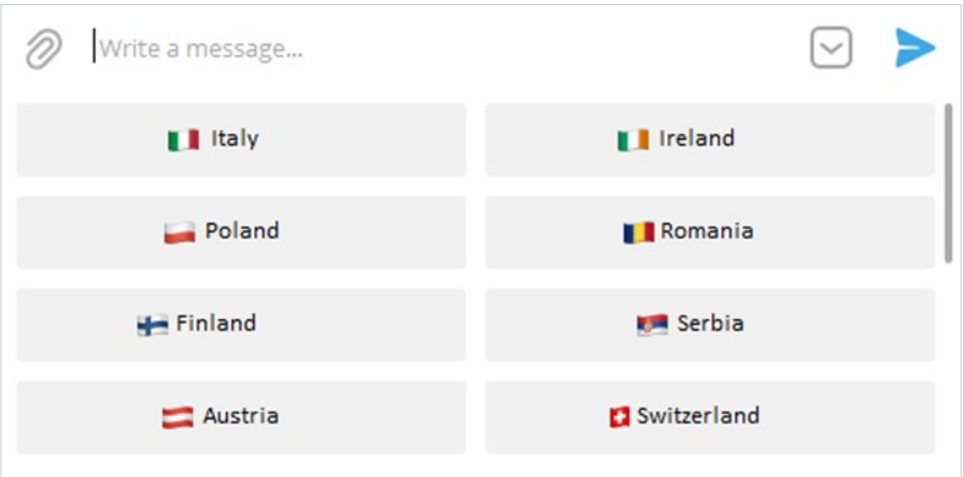 Write a message...
Italy
Ireland
Poland
Romania
Finland
Serbia
Austria
Switzerland